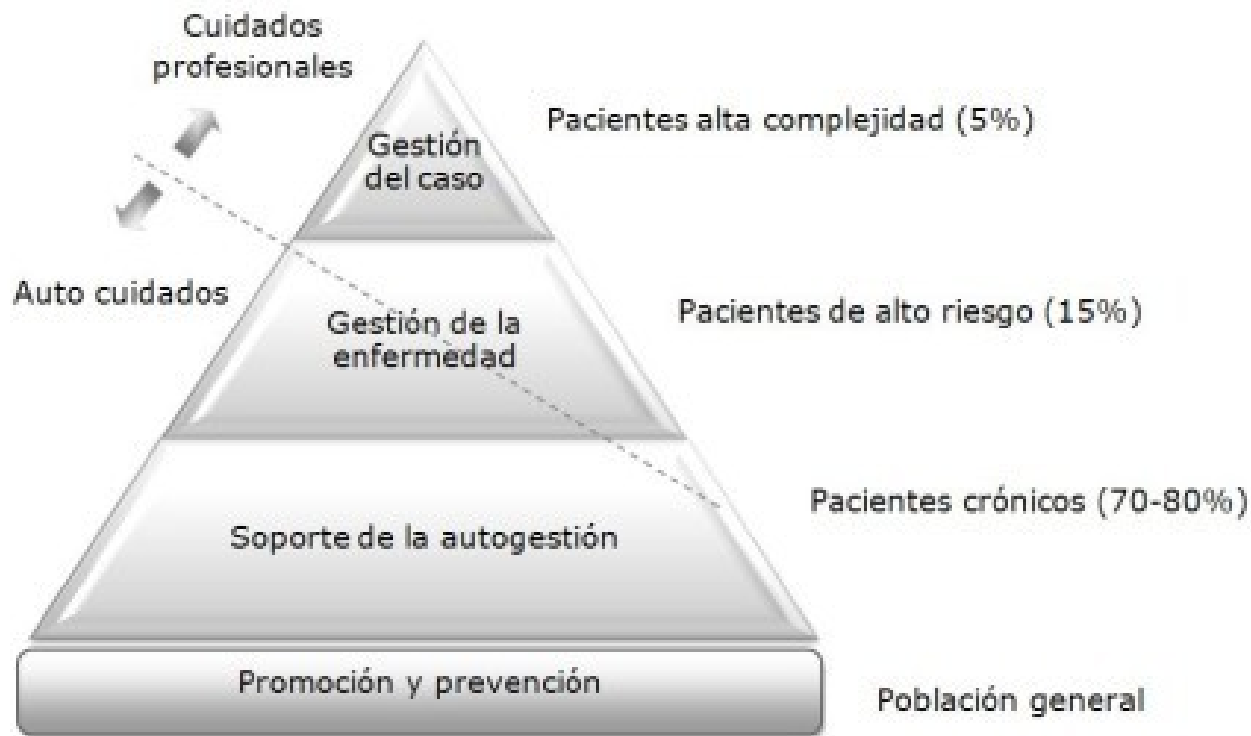 Cuidados
profesionales
Pacientes alta complejidad (5%)
Gestión
del caso
Auto cuidados
Pacientes de alto riesgo (15%)
Gestión de la
enfermedad
Pacientes crónicos (70-80%)
Soporte de la autogestión
Promoción y prevención
Población general